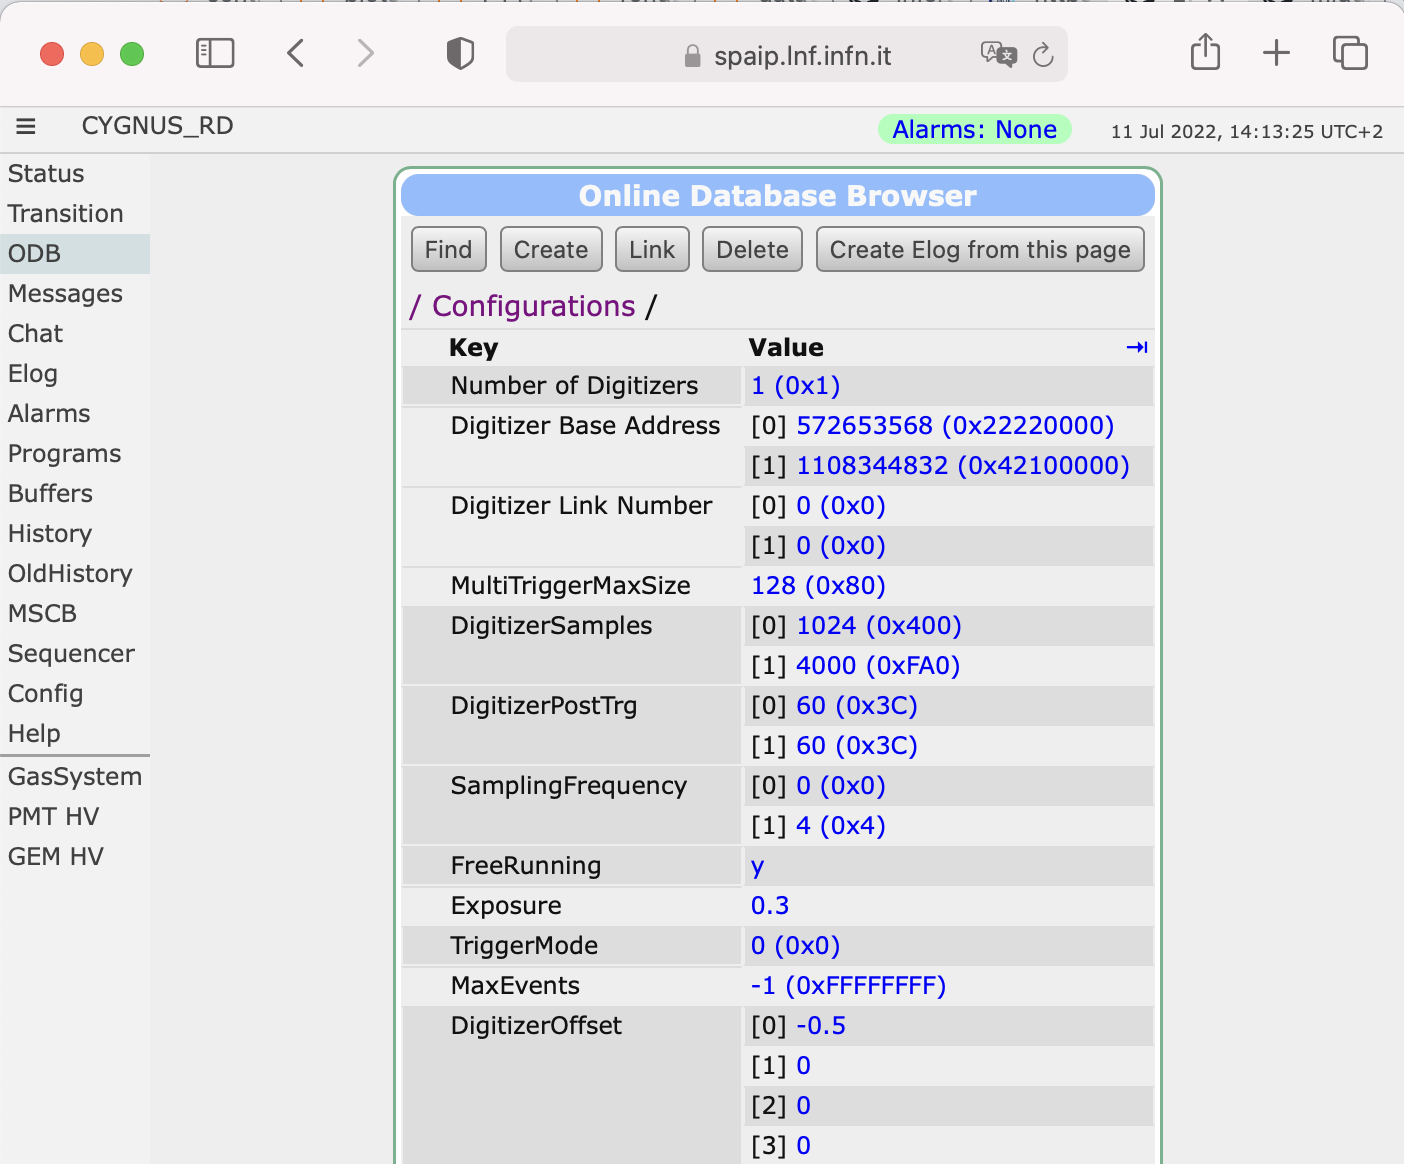 spaip.lnf.infn.it
CYGNUS_RD
Alarms: None
11 Jul 2022, 14:13:25 UTC+2
Status
Transition
ODB
Messages
Chat
Elog
Alarms
Programs
Buffers
History
OldHistory
MSCB
Sequencer
Config
Help
GasSystem
PMT HV
GEM HV
Online Database Browser
Find Create Link Delete Create Elog from this page
/ Configurations /
Key Value
Number of Digitizers 1 (0x1)
Digitizer Base Address [0] 572653568 (0x22220000)
[1] 1108344832 (0x42100000)
Digitizer Link Number [0] 0 (0x0)
[1] 0 (0x0)
MultiTriggerMaxSize 128 (0x80)
DigitizerSamples [0] 1024 (0x400)
[1] 4000 (0xFA0)
DigitizerPostTrg [0] 60 (0x3C)
[1] 60 (0x3C)
SamplingFrequency [0] 0 (0x0)
[1] 4 (0x4)
FreeRunning y
Exposure 0.3
TriggerMode 0 (0x0)
MaxEvents -1 (0xFFFFFFFF)
DigitizerOffset [0] -0.5
[1] 0
[2] 0
[3] 0